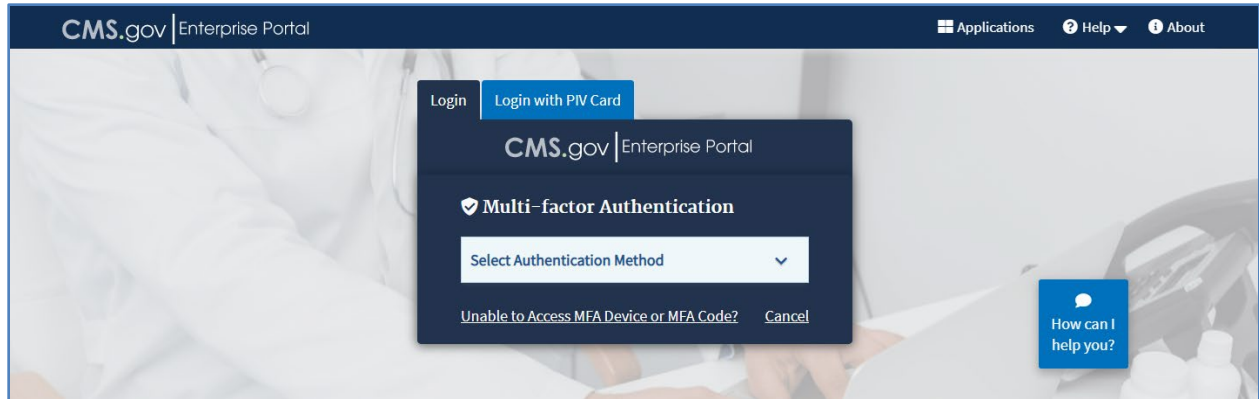 CMS.gov Enterprise Portal
Applications Help About
Login Login with PIV Card
CMS.gov Enterprise Portal
Multi-factor Authentication
Select Authentication Method
Unable to Access MFA Device or MFA Code? Cancel
How can I
help you?